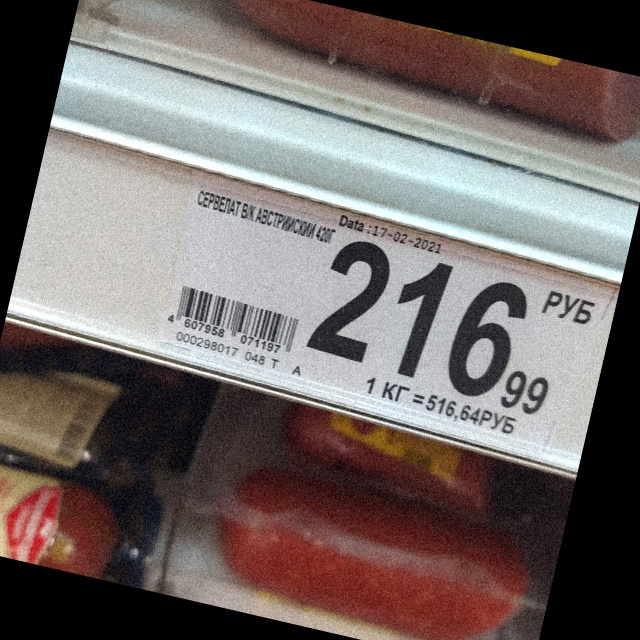 СЕРВЕЛАТ В/К АВСТРИЙСКИЙ 420Г
Data :17-02-2021
216 99 РУБ
4 607958 071197
000298017 048 Т А
1 КГ =516,64РУБ